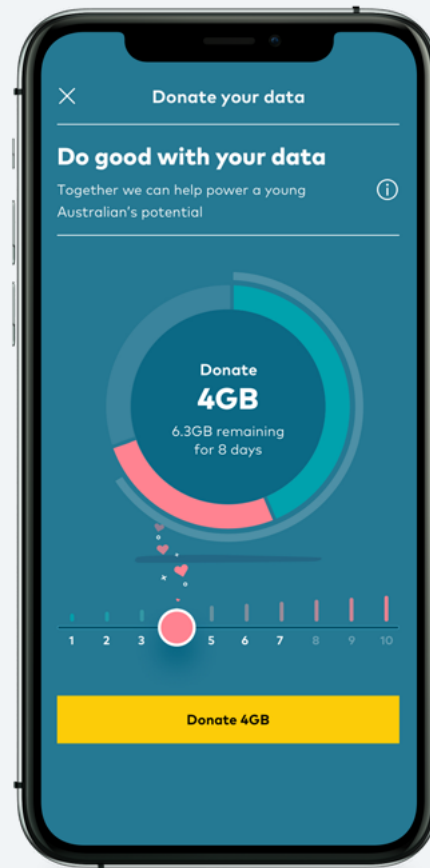 Donate your data
Do good with your data
Together we can help power a young
Australian's potential
Donate
4GB
6.3GB remaining
for 8 days
1 2 3 5 6 7 8 9 10
Donate 4GB